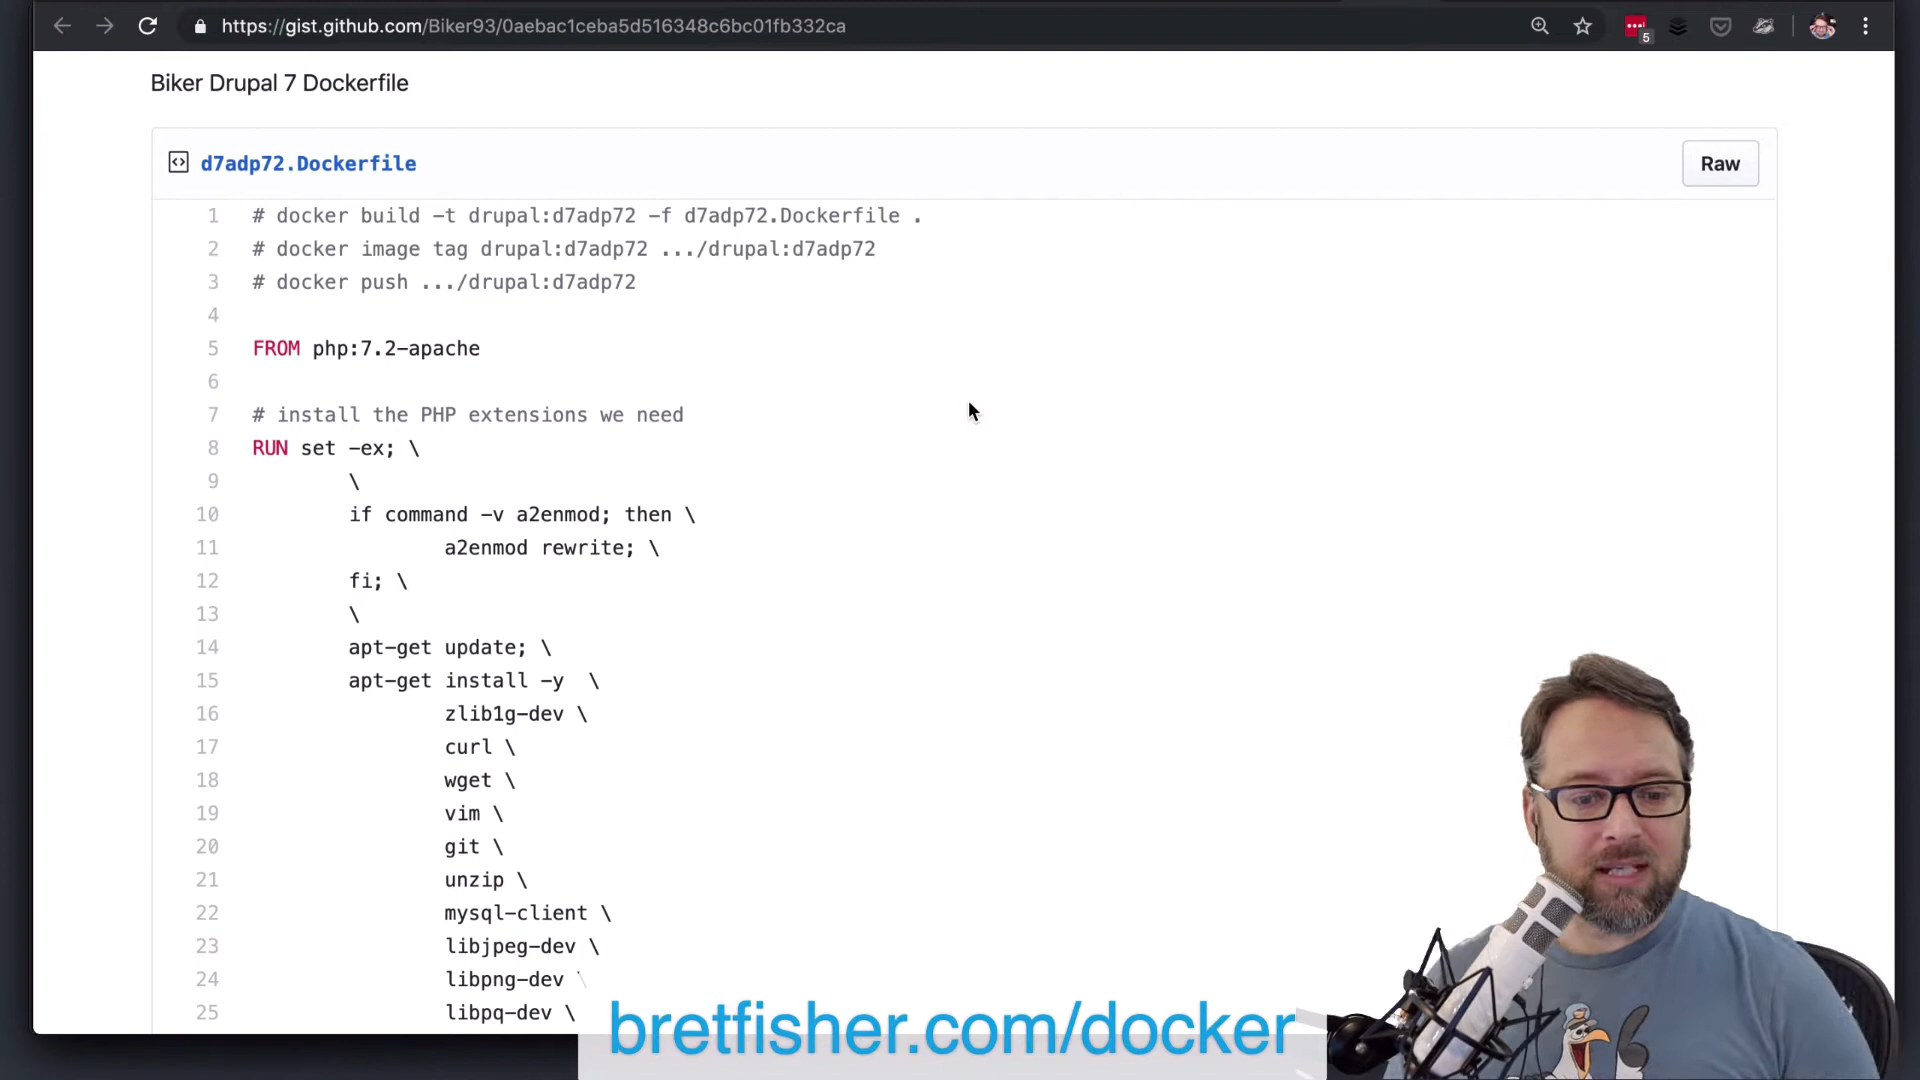 https://gist.github.com/Biker93/0aebac1ceba5d516348c6bc01fb332ca
5
Biker Drupal 7 Dockerfile
d7adp72.Dockerfile
Raw
1 # docker build -t drupal:d7adp72 -f d7adp72.Dockerfile .
2 # docker image tag drupal:d7adp72 .../drupal:d7adp72
3 # docker push .../drupal:d7adp72
4
5 FROM php:7.2-apache
6
7 # install the PHP extensions we need
8 RUN set -ex; \
9 \
10 if command -v a2enmod; then \
11 a2enmod rewrite; \
12 fi; \
13 \
14 apt-get update; \
15 apt-get install -y \
16 zlib1g-dev \
17 curl \
18 wget \
19 vim \
20 git \
21 unzip \
22 mysql-client \
23 libjpeg-dev \
24 libpng-dev \
25 libpq-dev \
bretfisher.com/docker